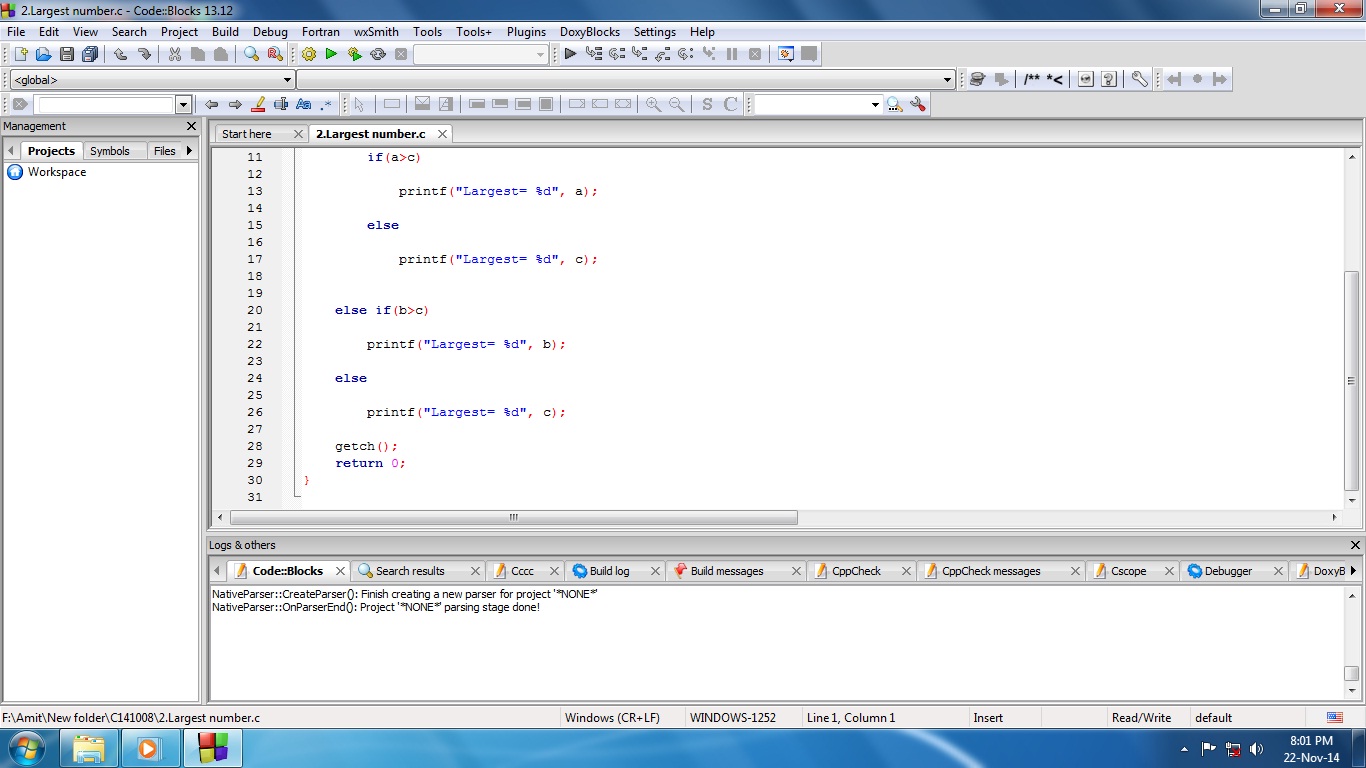 2.Largest number.c - Code::Blocks 13.12
File Edit View Search Project Build Debug Fortran wxSmith Tools Tools+ Plugins DoxyBlocks Settings Help
<global>
/** *<
Aa .*
S C
Management
Projects Symbols Files
Workspace
Start here 2.Largest number.c
11 if(a>c)
12
13 printf("Largest= %d", a);
14
15 else
16
17 printf("Largest= %d", c);
18
19
20 else if(b>c)
21
22 printf("Largest= %d", b);
23
24 else
25
26 printf("Largest= %d", c);
27
28 getch();
29 return 0;
30 }
31
Logs & others
Code::Blocks Search results Cccc Build log Build messages CppCheck CppCheck messages Cscope Debugger DoxyB
NativeParser::CreateParser(): Finish creating a new parser for project '*NONE*'
NativeParser::OnParserEnd(): Project '*NONE*' parsing stage done!
F:\Amit\New folder\C141008\2.Largest number.c Windows (CR+LF) WINDOWS-1252 Line 1, Column 1 Insert Read/Write default
8:01 PM
22-Nov-14